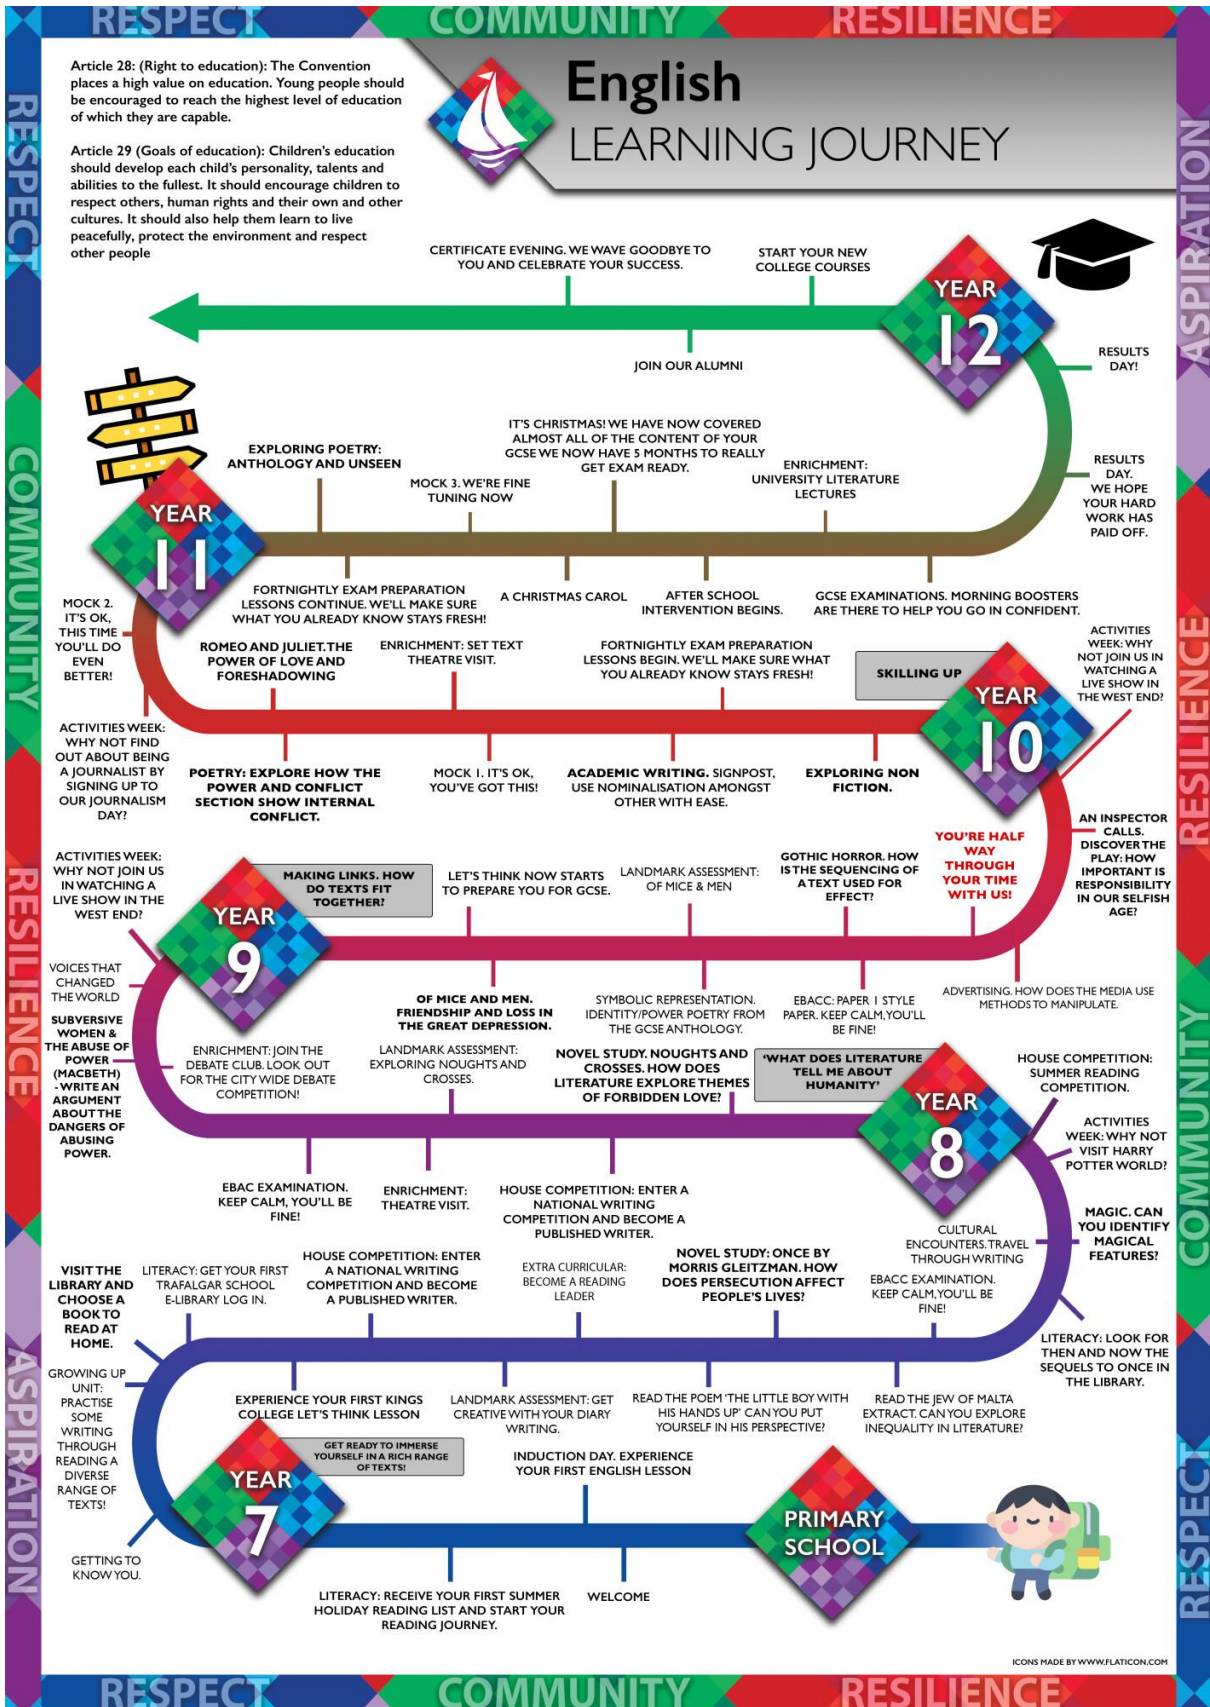 RESPECT
COMMUNITY
RESILIENCE
Article 28: (Right to education): The Convention
places a high value on education. Young people should
be encouraged to reach the highest level of education
of which they are capable.
Article 29 (Goals of education): Children's education
should develop each child's personality, talents and
abilities to the fullest. It should encourage children to
respect others, human rights and their own and other
cultures. It should also help them learn to live
peacefully, protect the environment and respect
other people
English
LEARNING JOURNEY
RESPECT
COMMUNITY
RESILIENCE
ASPIRATION
ASPIRATION
RESILIENCE
COMMUNITY
RESPECT
CERTIFICATE EVENING. WE WAVE GOODBYE TO
YOU AND CELEBRATE YOUR SUCCESS.
START YOUR NEW
COLLEGE COURSES
YEAR
12
JOIN OUR ALUMNI
RESULTS
DAY!
RESULTS
DAY.
WE HOPE
YOUR HARD
WORK HAS
PAID OFF.
EXPLORING POETRY:
ANTHOLOGY AND UNSEEN
MOCK 3. WE'RE FINE
TUNING NOW
IT'S CHRISTMAS! WE HAVE NOW COVERED
ALMOST ALL OF THE CONTENT OF YOUR
GCSE WE NOW HAVE 5 MONTHS TO REALLY
GET EXAM READY.
ENRICHMENT:
UNIVERSITY LITERATURE
LECTURES
YEAR
11
FORTNIGHTLY EXAM PREPARATION
LESSONS CONTINUE. WE'LL MAKE SURE
WHAT YOU ALREADY KNOW STAYS FRESH!
A CHRISTMAS CAROL
AFTER SCHOOL
INTERVENTION BEGINS.
GCSE EXAMINATIONS. MORNING BOOSTERS
ARE THERE TO HELP YOU GO IN CONFIDENT.
MOCK 2.
IT'S OK,
THIS TIME
YOU'LL DO
EVEN
BETTER!
ROMEO AND JULIET. THE
POWER OF LOVE AND
FORESHADOWING
ENRICHMENT: SET TEXT
THEATRE VISIT.
FORTNIGHTLY EXAM PREPARATION
LESSONS BEGIN. WE'LL MAKE SURE WHAT
YOU ALREADY KNOW STAYS FRESH!
SKILLING UP
YEAR
10
ACTIVITIES
WEEK: WHY
NOT JOIN US IN
WATCHING A
LIVE SHOW IN
THE WEST END?
ACTIVITIES WEEK:
WHY NOT FIND
OUT ABOUT BEING
A JOURNALIST BY
SIGNING UP TO
OUR JOURNALISM
DAY?
POETRY: EXPLORE HOW THE
POWER AND CONFLICT
SECTION SHOW INTERNAL
CONFLICT.
MOCK 1. IT'S OK,
YOU'VE GOT THIS!
ACADEMIC WRITING. SIGNPOST,
USE NOMINALISATION AMONGST
OTHER WITH EASE.
EXPLORING NON
FICTION.
AN INSPECTOR
CALLS.
DISCOVER THE
PLAY: HOW
IMPORTANT IS
RESPONSIBILITY
IN OUR SELFISH
AGE?
ACTIVITIES WEEK:
WHY NOT JOIN US
IN WATCHING A
LIVE SHOW IN THE
WEST END?
YEAR
9
MAKING LINKS. HOW
DO TEXTS FIT
TOGETHER?
LET'S THINK NOW STARTS
TO PREPARE YOU FOR GCSE.
LANDMARK ASSESSMENT:
OF MICE & MEN
GOTHIC HORROR. HOW
IS THE SEQUENCING OF
A TEXT USED FOR
EFFECT?
YOU'RE HALF
WAY
THROUGH
YOUR TIME
WITH US!
VOICES THAT
CHANGED
THE WORLD
OF MICE AND MEN.
FRIENDSHIP AND LOSS IN
THE GREAT DEPRESSION.
SYMBOLIC REPRESENTATION.
IDENTITY/POWER POETRY FROM
THE GCSE ANTHOLOGY.
EBACC: PAPER 1 STYLE
PAPER. KEEP CALM, YOU'LL
BE FINE!
ADVERTISING. HOW DOES THE MEDIA USE
METHODS TO MANIPULATE.
SUBVERSIVE
WOMEN &
THE ABUSE OF
POWER
(MACBETH)
- WRITE AN
ARGUMENT
ABOUT THE
DANGERS OF
ABUSING
POWER.
ENRICHMENT: JOIN THE
DEBATE CLUB. LOOK OUT
FOR THE CITY WIDE DEBATE
COMPETITION!
LANDMARK ASSESSMENT:
EXPLORING NOUGHTS AND
CROSSES.
NOVEL STUDY. NOUGHTS AND
CROSSES. HOW DOES
LITERATURE EXPLORE THEMES
OF FORBIDDEN LOVE?
'WHAT DOES LITERATURE
TELL ME ABOUT
HUMANITY'
YEAR
8
HOUSE COMPETITION:
SUMMER READING
COMPETITION.
ACTIVITIES
WEEK: WHY NOT
VISIT HARRY
POTTER WORLD?
EBAC EXAMINATION.
KEEP CALM, YOU'LL BE
FINE!
ENRICHMENT:
THEATRE VISIT.
HOUSE COMPETITION: ENTER A
NATIONAL WRITING
COMPETITION AND BECOME A
PUBLISHED WRITER.
CULTURAL
ENCOUNTERS. TRAVEL
THROUGH WRITING
MAGIC. CAN
YOU IDENTIFY
MAGICAL
FEATURES?
VISIT THE
LIBRARY AND
CHOOSE A
BOOK TO
READ AT
HOME.
LITERACY: GET YOUR FIRST
TRAFALGAR SCHOOL
E-LIBRARY LOG IN.
HOUSE COMPETITION: ENTER
A NATIONAL WRITING
COMPETITION AND BECOME
A PUBLISHED WRITER.
EXTRA CURRICULAR:
BECOME A READING
LEADER
NOVEL STUDY: ONCE BY
MORRIS GLEITZMAN. HOW
DOES PERSECUTION AFFECT
PEOPLE'S LIVES?
EBACC EXAMINATION.
KEEP CALM, YOU'LL BE
FINE!
LITERACY: LOOK FOR
THEN AND NOW THE
SEQUELS TO ONCE IN
THE LIBRARY.
GROWING UP
UNIT:
PRACTISE
SOME
WRITING
THROUGH
READING A
DIVERSE
RANGE OF
TEXTS!
EXPERIENCE YOUR FIRST KINGS
COLLEGE LET'S THINK LESSON
LANDMARK ASSESSMENT: GET
CREATIVE WITH YOUR DIARY
WRITING.
READ THE POEM 'THE LITTLE BOY WITH
HIS HANDS UP' CAN YOU PUT
YOURSELF IN HIS PERSPECTIVE?
READ THE JEW OF MALTA
EXTRACT. CAN YOU EXPLORE
INEQUALITY IN LITERATURE?
YEAR
7
GET READY TO IMMERSE
YOURSELF IN A RICH RANGE
OF TEXTS!
INDUCTION DAY. EXPERIENCE
YOUR FIRST ENGLISH LESSON
PRIMARY
SCHOOL
GETTING TO
KNOW YOU.
LITERACY: RECEIVE YOUR FIRST SUMMER
HOLIDAY READING LIST AND START YOUR
READING JOURNEY.
WELCOME
ICONS MADE BY WWW.FLATICON.COM
RESPECT
COMMUNITY
RESILIENCE